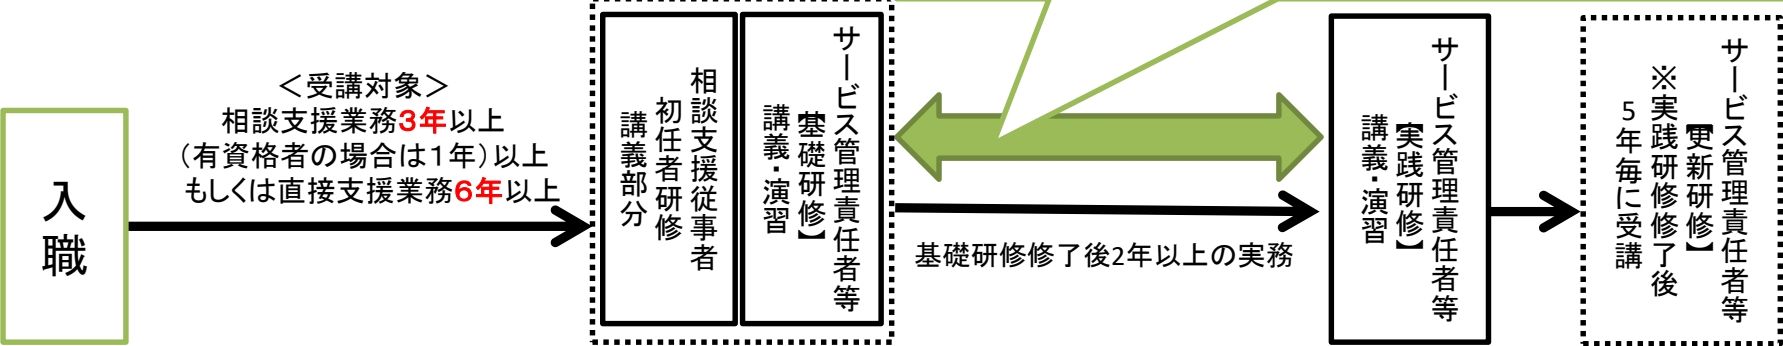 入
職
＜受講対象＞
相談支援業務3年以上
（有資格者の場合は１年）以上
もしくは直接支援業務6年以上
相談支援従事者
初任者研修
講義部分
サービス管理責任者等
【基礎研修】
講義・演習
基礎研修修了後2年以上の実務
サービス管理責任者等
【実践研修】
講義・演習
サービス管理責任者等
【更新研修】
※実践研修修了後
5年毎に受講